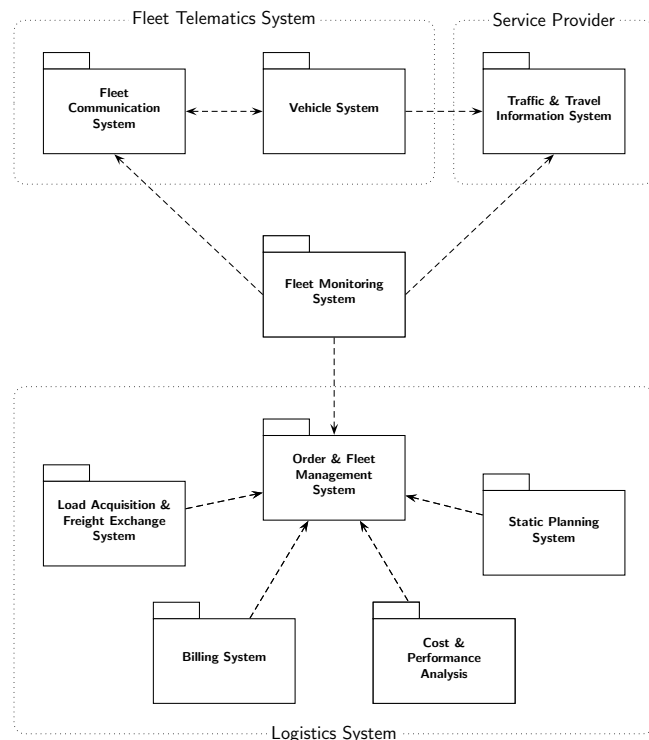 Fleet Telematics System
Service Provider
Fleet
Communication
System
Vehicle System
Traffic & Travel
Information System
Fleet Monitoring
System
Order & Fleet
Management
System
Load Acquisition &
Freight Exchange
System
Static Planning
System
Billing System
Cost &
Performance
Analysis
Logistics System